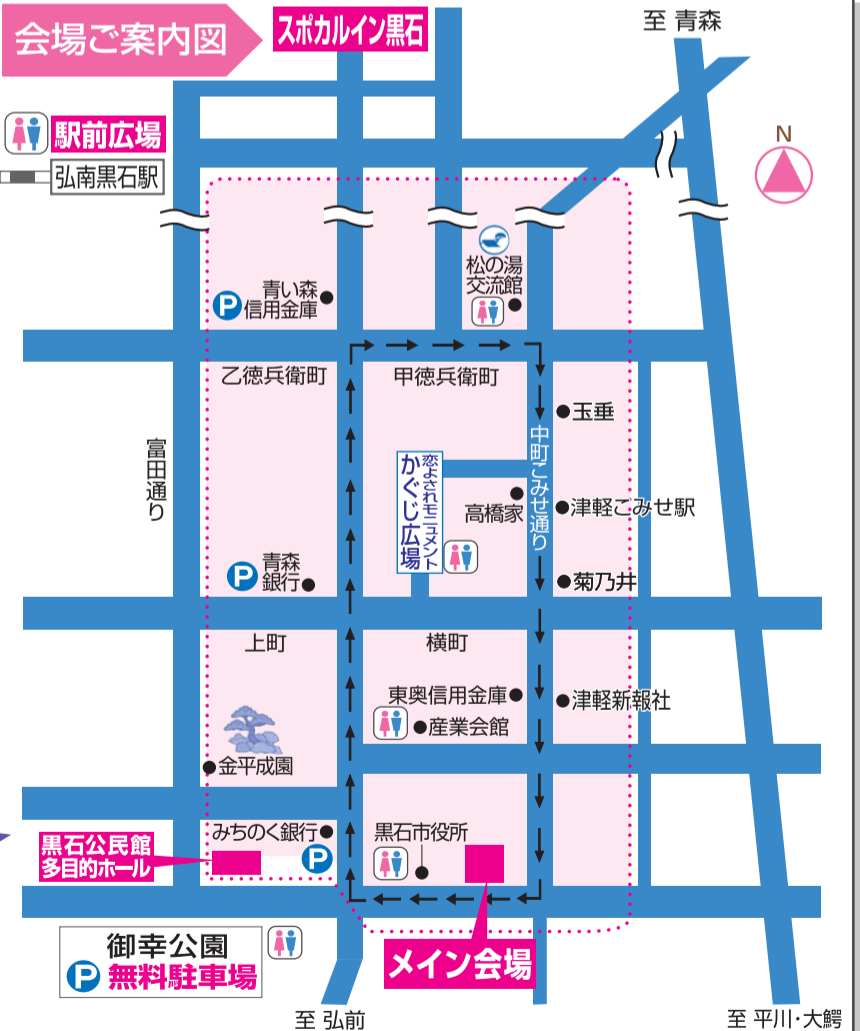 会場ご案内図
スポカルイン黒石
至 青森
駅前広場
弘南黒石駅
N
松の湯
交流館
青い森
信用金庫
P
乙徳兵衛町
甲徳兵衛町
玉垂
富田通り
中町こみせ通り
恋よされモニュメント
かぐじ広場
高橋家
津軽こみせ駅
青森
銀行
P
菊乃井
上町
横町
東奥信用金庫
津軽新報社
産業会館
金平成園
みちのく銀行
P
黒石市役所
黒石公民館
多目的ホール
御幸公園
P 無料駐車場
メイン会場
至 弘前
至 平川・大鰐